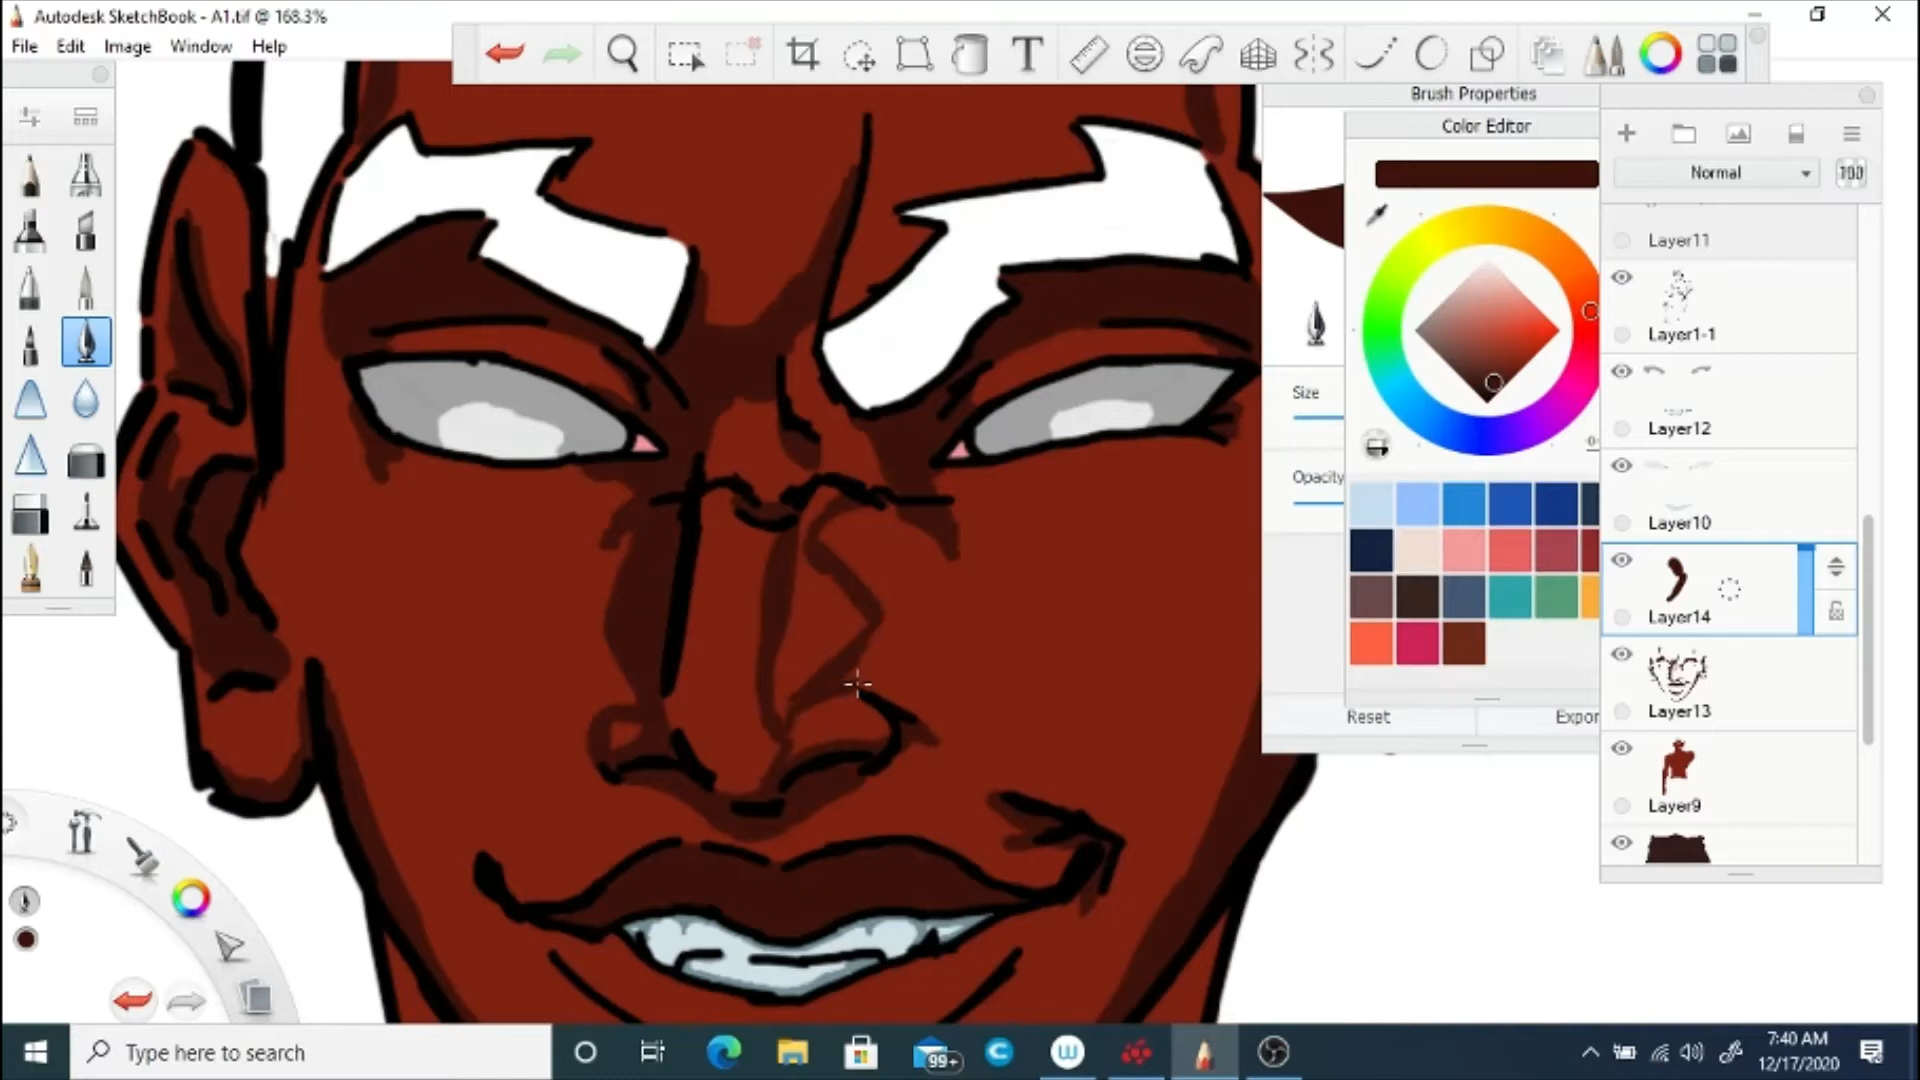 Autodesk SketchBook - A1.tif @ 168.3%
File Edit Image Window Help
T
Brush Properties
Color Editor
Normal 100
Layer11
Layer1-1
Size
Layer12
Opacity
Layer10
Layer14
Layer13
Reset Expor
Layer9
Type here to search
99+
7:40 AM
12/17/2020